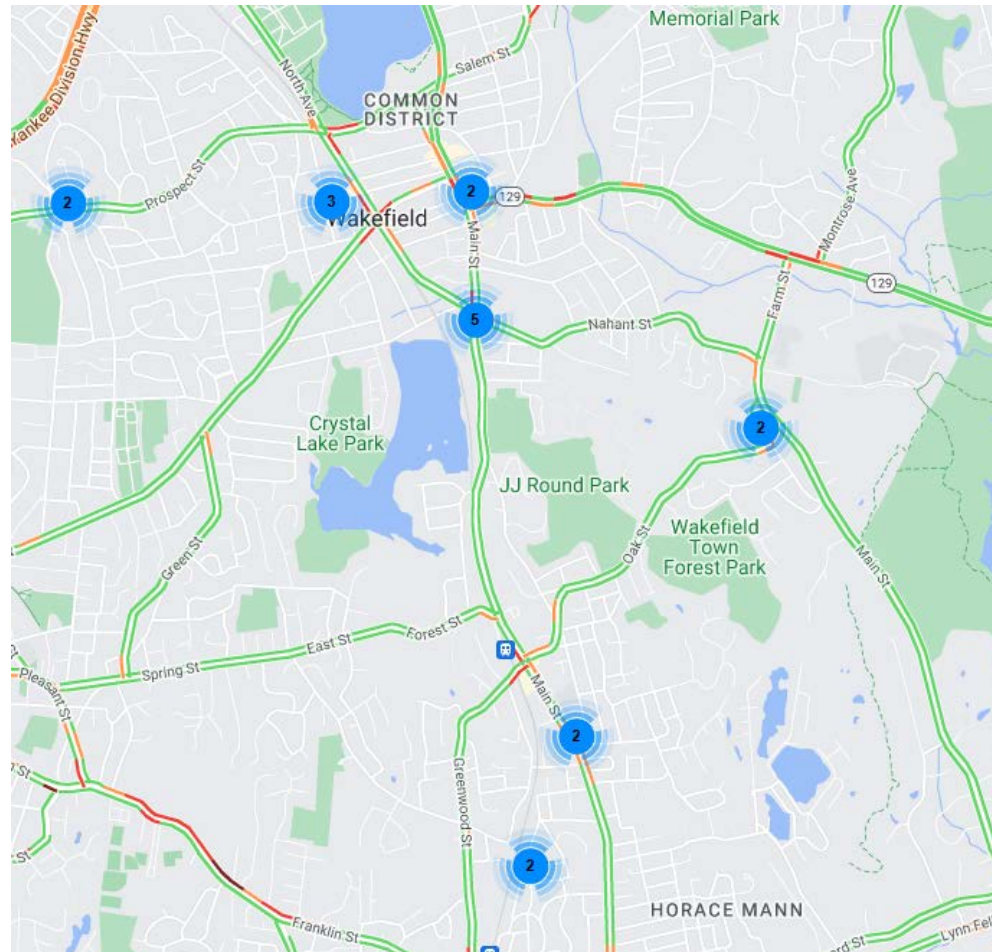 Memorial Park
Yankee Division Hwy
North Ave
Salem St
COMMON
DISTRICT
Prospect St
2
3
2
129
Wakefield
Main St
Montrose Ave
129
Farm St
5
Nahant St
Crystal
Lake Park
2
JJ Round Park
Oak St
Wakefield
Town
Forest Park
Main St
Green St
Forest St
East St
Spring St
Pleasant St
Main St
2
Greenwood St
2
HORACE MANN
Franklin St
Lynn Fel